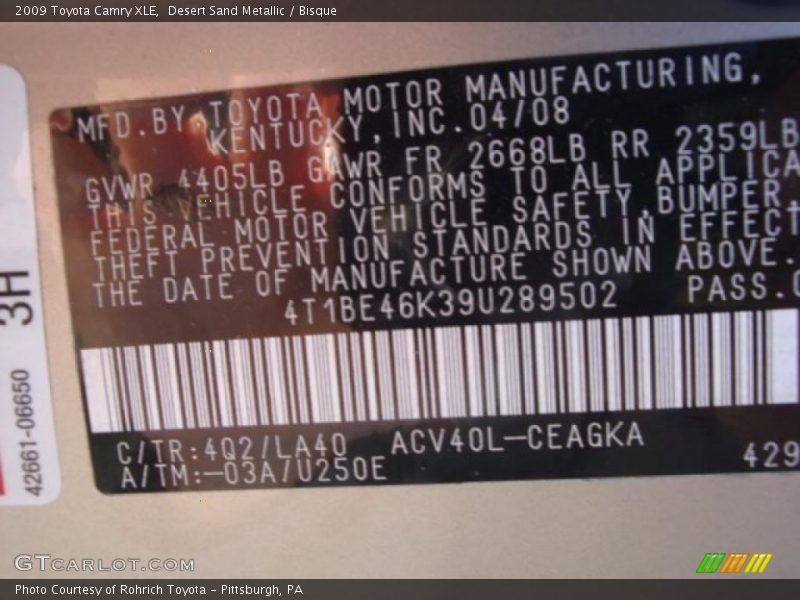 2009 Toyota Camry XLE, Desert Sand Metallic / Bisque
MFD.BY TOYOTA MOTOR MANUFACTURING,
KENTUCKY,INC.04/08
GVWR 4405LB GAWR FR 2668LB RR 2359LB
THIS VEHICLE CONFORMS TO ALL APPLICA
FEDERAL MOTOR VEHICLE SAFETY,BUMPER,
THEFT PREVENTION STANDARDS IN EFFECT
THE DATE OF MANUFACTURE SHOWN ABOVE.
4T1BE46K39U289502 PASS.C
C/TR:4Q2/LA40 ACV40L-CEAGKA
A/TM:-03A/U250E 429
3H
42661-06650
GTCARLOT.COM
Photo Courtesy of Rohrich Toyota - Pittsburgh, PA